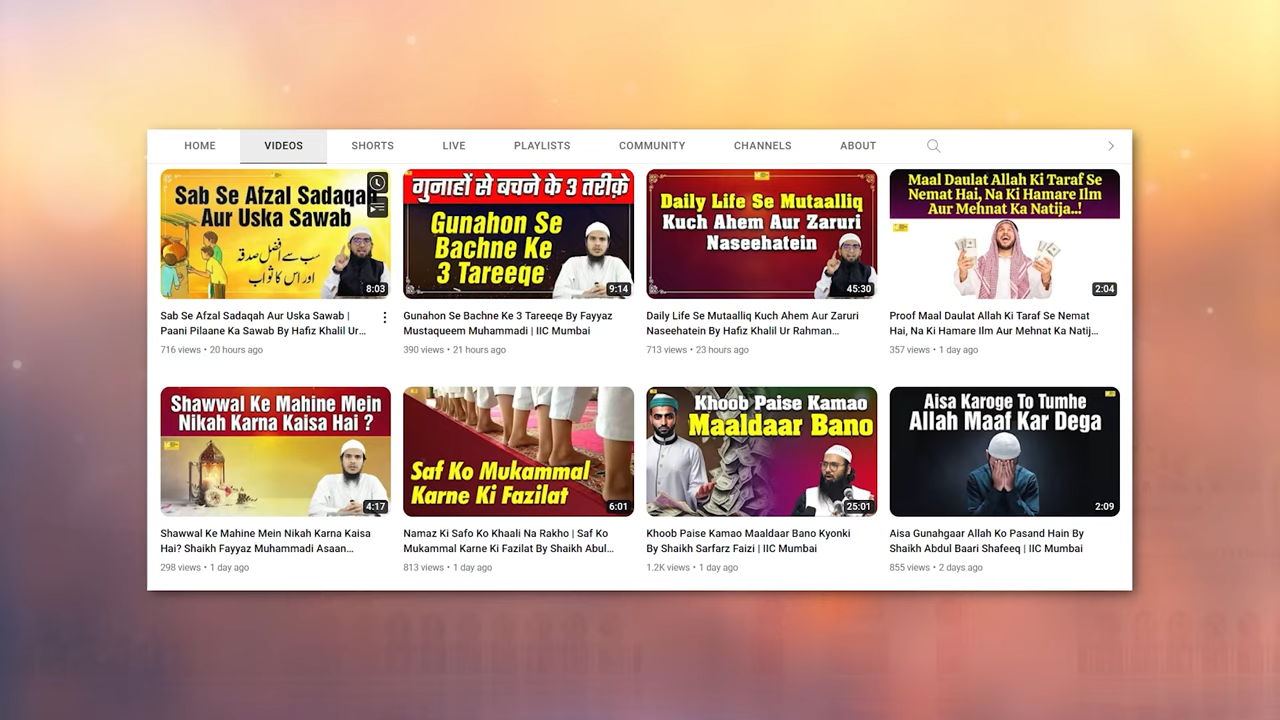 HOME
VIDEOS
SHORTS
LIVE
PLAYLISTS
COMMUNITY
CHANNELS
ABOUT
Sab Se Afzal Sadaqah
Aur Uska Sawab
سب سے افضل صدقہ
اور اس کا ثواب
8:03
Sab Se Afzal Sadaqah Aur Uska Sawab |
Paani Pilaane Ka Sawab By Hafiz Khalil Ur...
716 views • 20 hours ago
गुनाहों से बचने के 3 तरीक़े
Gunahon Se
Bachne Ke
3 Tareeqe
9:14
Gunahon Se Bachne Ke 3 Tareeqe By Fayyaz
Mustaqueem Muhammadi | IIC Mumbai
390 views • 21 hours ago
Daily Life Se Mutaalliq
Kuch Ahem Aur Zaruri
Naseehatein
45:30
Daily Life Se Mutaalliq Kuch Ahem Aur Zaruri
Naseehatein By Hafiz Khalil Ur Rahman...
713 views • 23 hours ago
Maal Daulat Allah Ki Taraf Se
Nemat Hai, Na Ki Hamare Ilm
Aur Mehnat Ka Natija..!
2:04
Proof Maal Daulat Allah Ki Taraf Se Nemat
Hai, Na Ki Hamare Ilm Aur Mehnat Ka Natij...
357 views • 1 day ago
Shawwal Ke Mahine Mein
Nikah Karna Kaisa Hai ?
4:17
Shawwal Ke Mahine Mein Nikah Karna Kaisa
Hai? Shaikh Fayyaz Muhammadi Asaan...
298 views • 1 day ago
Saf Ko Mukammal
Karne Ki Fazilat
6:01
Namaz Ki Safo Ko Khaali Na Rakho | Saf Ko
Mukammal Karne Ki Fazilat By Shaikh Abul...
813 views • 1 day ago
Khoob Paise Kamao
Maaldaar Bano
25:01
Khoob Paise Kamao Maaldaar Bano Kyonki
By Shaikh Sarfarz Faizi | IIC Mumbai
1.2K views • 1 day ago
Aisa Karoge To Tumhe
Allah Maaf Kar Dega
2:09
Aisa Gunahgaar Allah Ko Pasand Hain By
Shaikh Abdul Baari Shafeeq | IIC Mumbai
855 views • 2 days ago